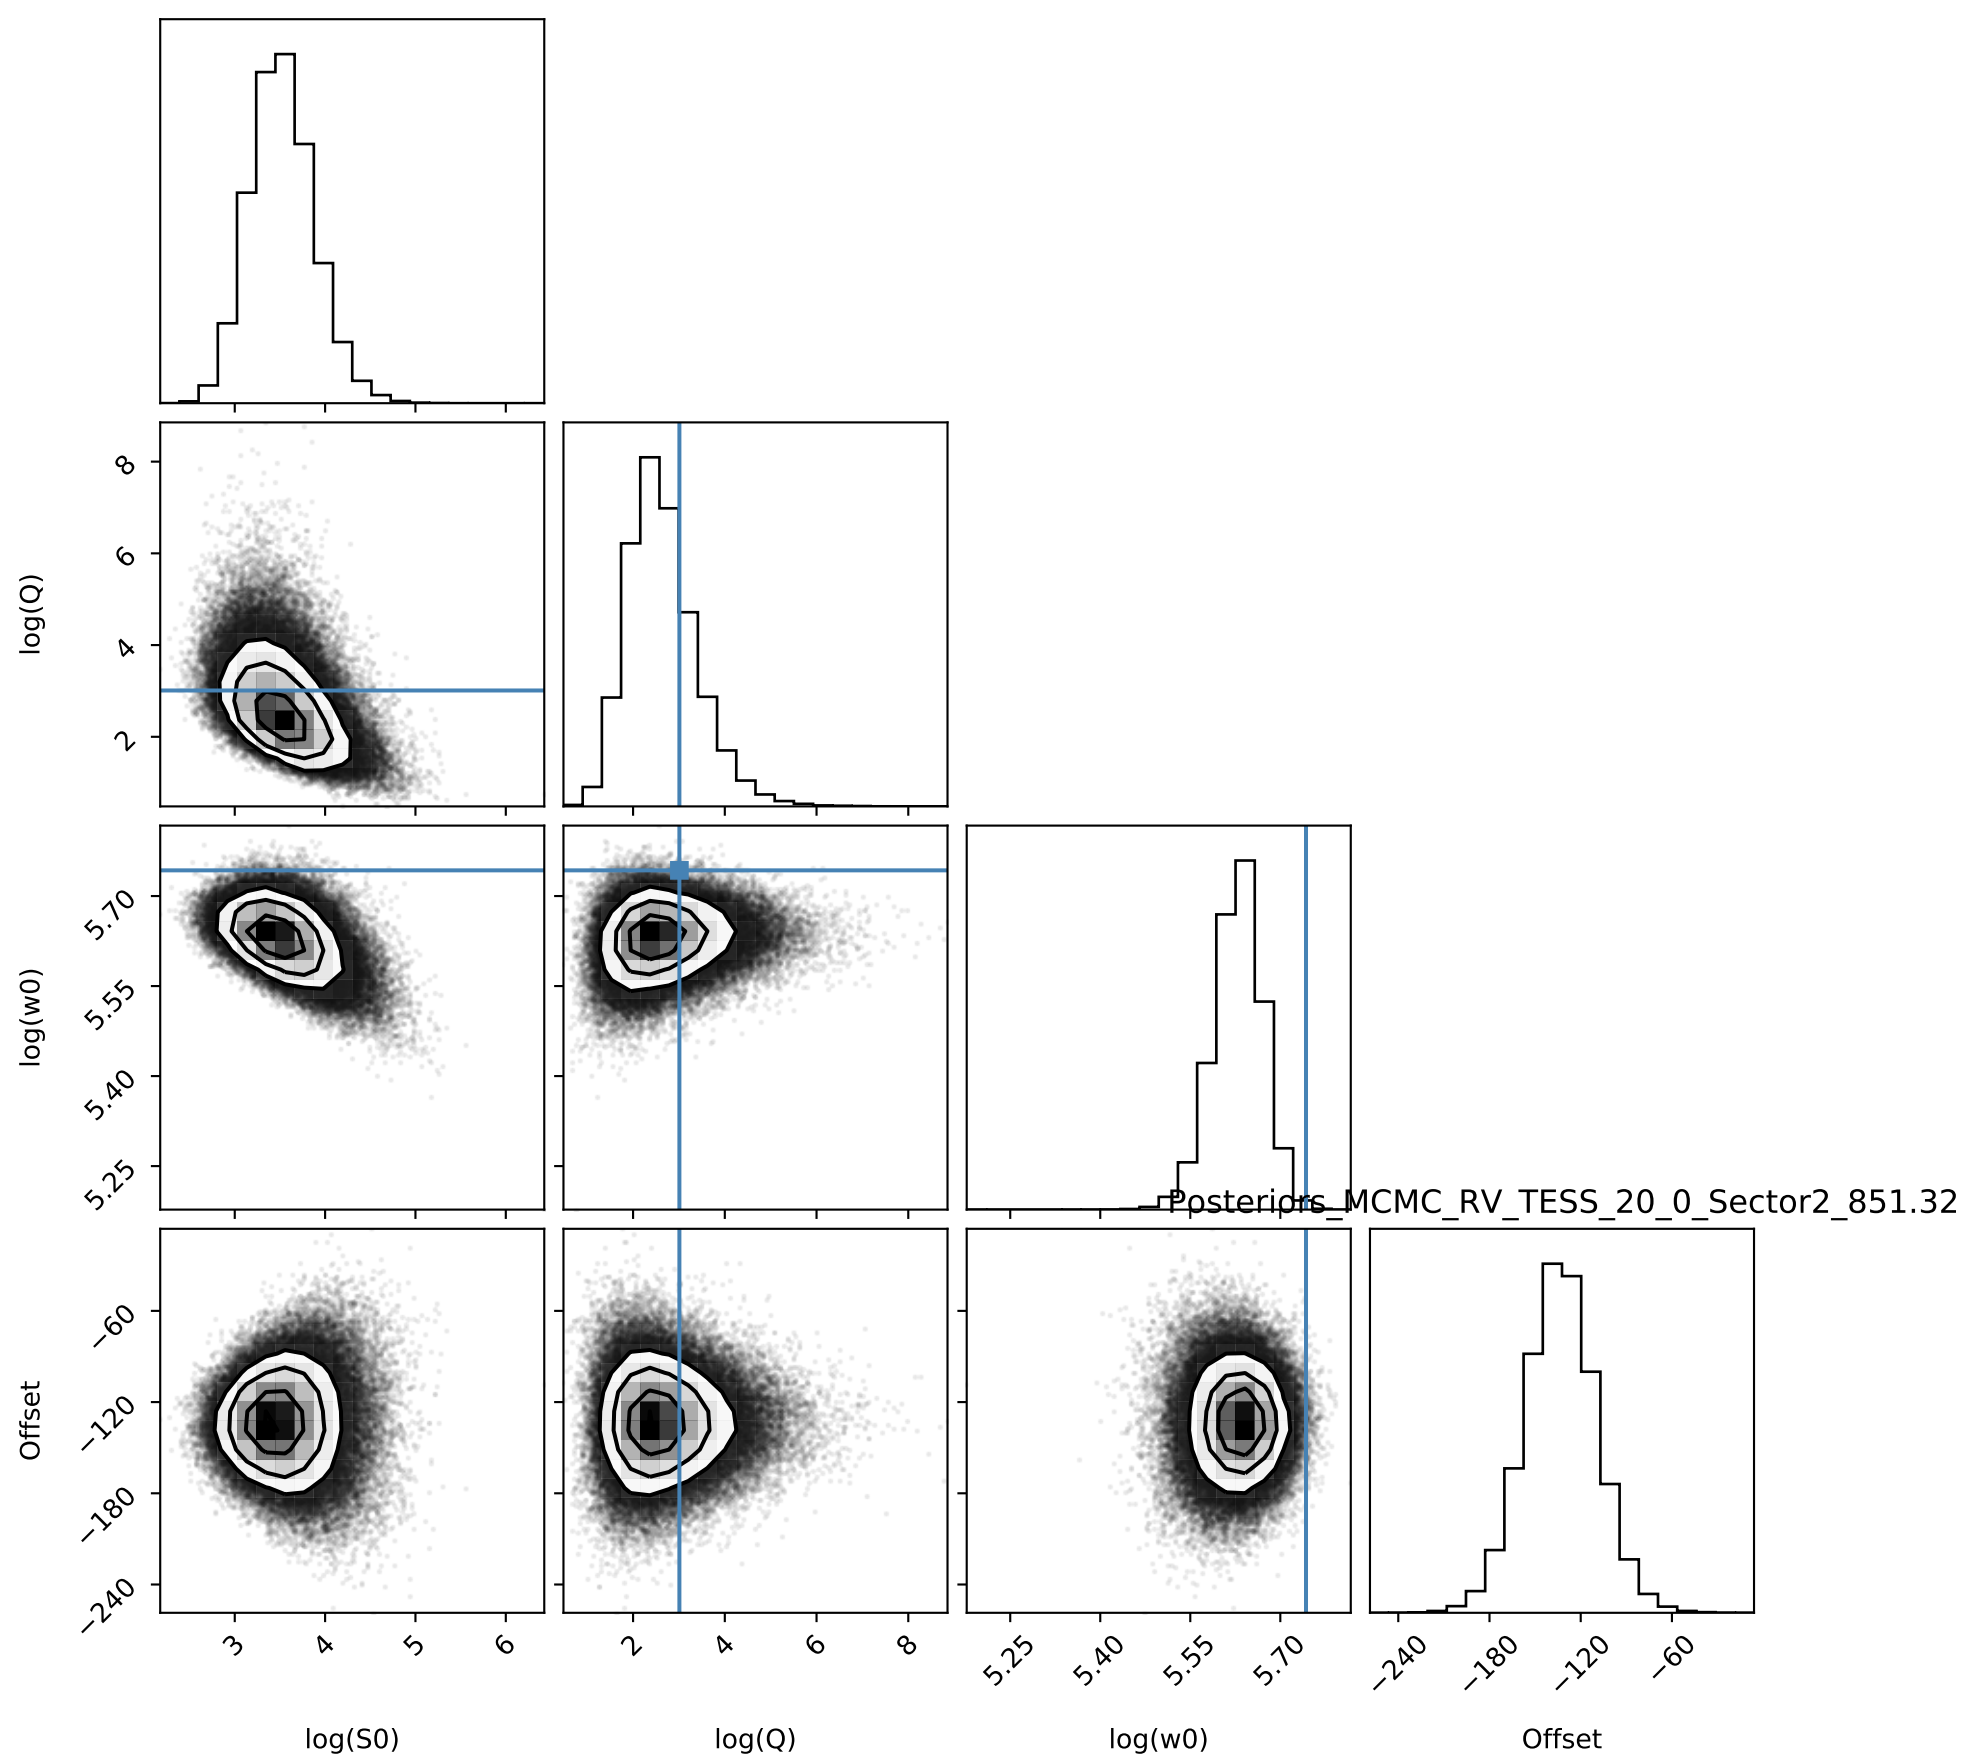 8
6
4
2
log(Q)
5.70
5.55
5.40
5.25
log(w0)
Posteriors_MCMC_RV_TESS_20_0_Sector2_851.32
−60
−120
−180
−240
Offset
3 4 5 6 2 4 6 8 5.25 5.40 5.55 5.70 −240 −180 −120 −60
log(S0) log(Q) log(w0) Offset